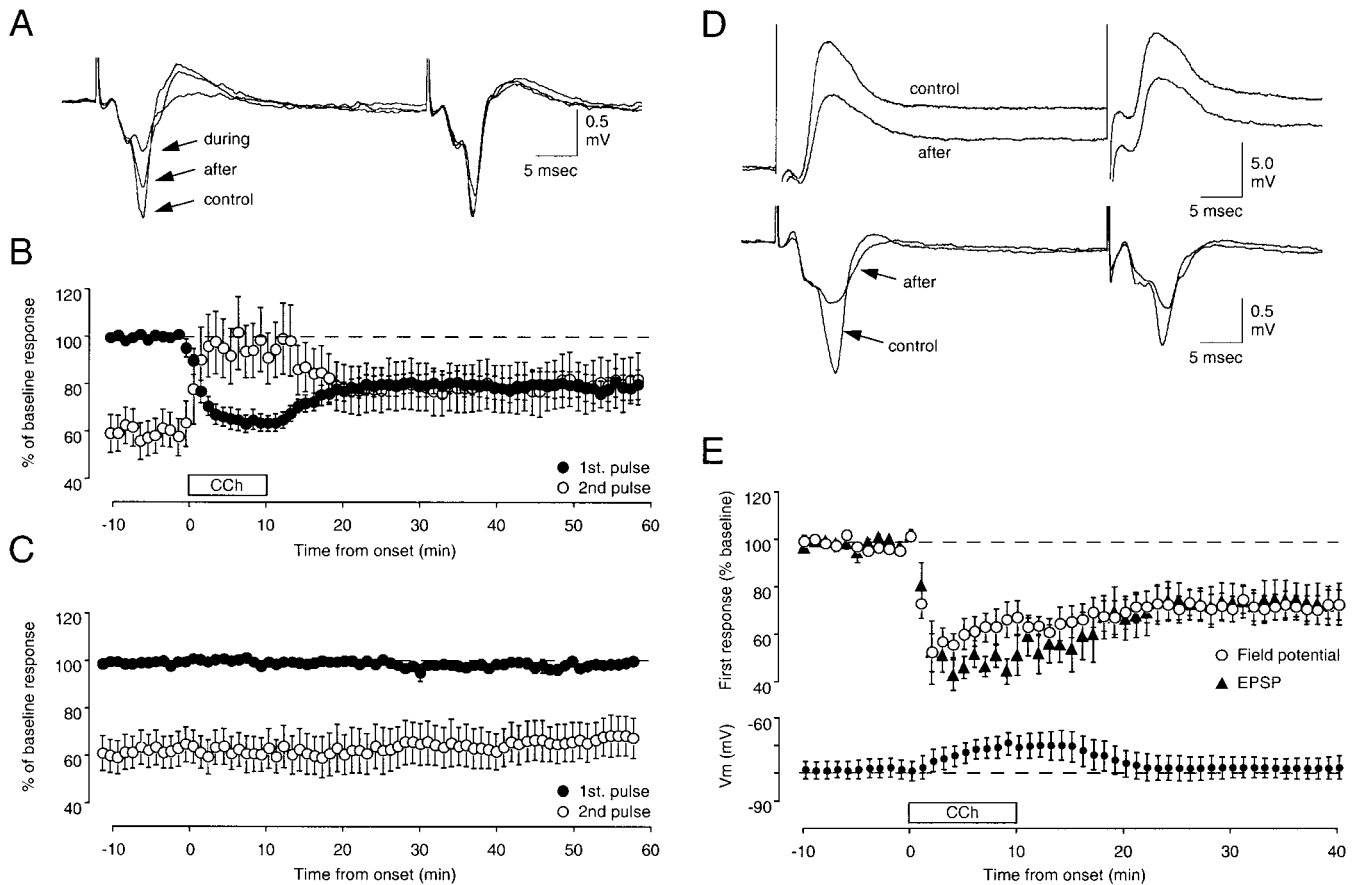 A
during
after
control
0.5
mV
5 msec
B
% of baseline response
120
100
80
60
40
CCh
1st. pulse
2nd pulse
-10
0
10
20
30
40
50
60
Time from onset (min)
C
% of baseline response
120
100
80
60
40
1st. pulse
2nd pulse
-10
0
10
20
30
40
50
60
Time from onset (min)
D
control
after
5.0
mV
5 msec
after
control
0.5
mV
5 msec
E
First response (% baseline)
120
100
80
60
40
Field potential
EPSP
Vm (mV)
-60
-90
CCh
-10
0
10
20
30
40
Time from onset (min)